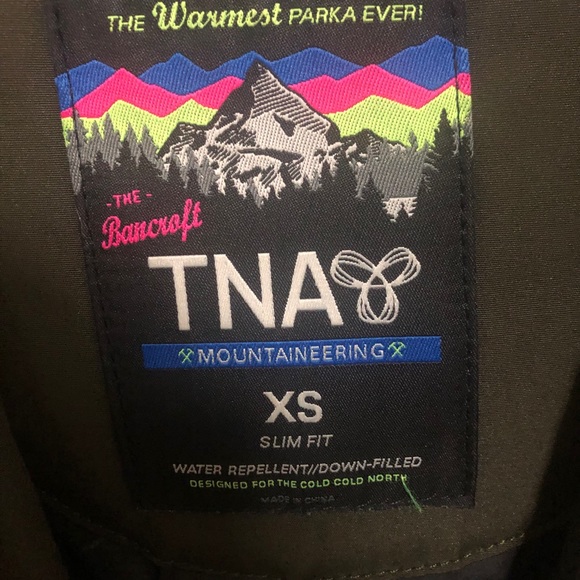 THE Warmest PARKA EVER!
-THE-
Bancroft
TNA
MOUNTAINEERING
XS
SLIM FIT
WATER REPELLENT//DOWN-FILLED
DESIGNED FOR THE COLD COLD NORTH
MADE IN CHINA